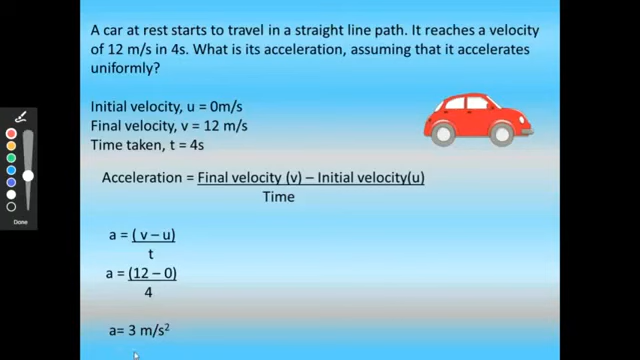 A car at rest starts to travel in a straight line path. It reaches a velocity
of 12 m/s in 4s. What is its acceleration, assuming that it accelerates
uniformly?
Initial velocity, u = 0m/s
Final velocity, v = 12 m/s
Time taken, t = 4s
Acceleration = Final velocity (v) – Initial velocity(u)
Time
a = ( v – u)
t
a = (12 – 0)
4
a= 3 m/s²
Done